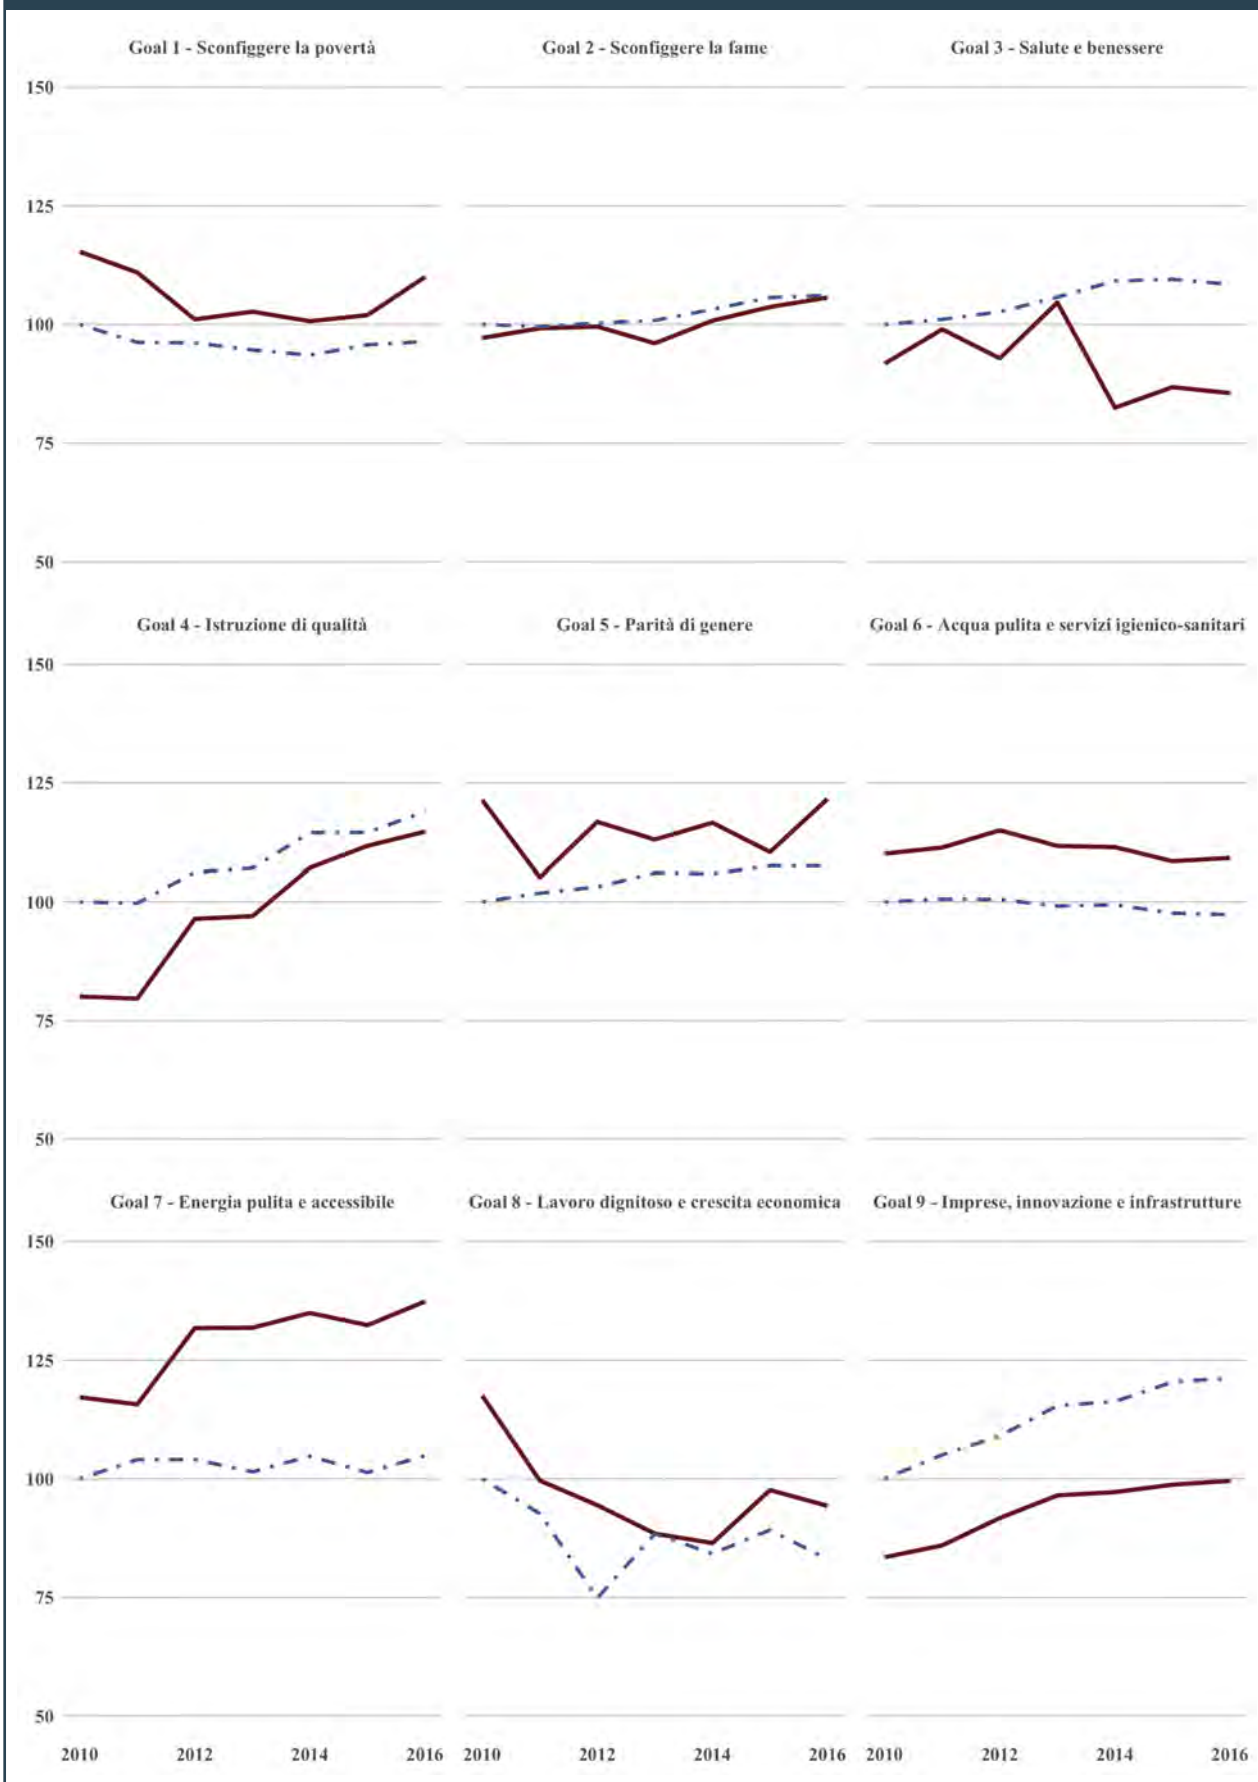 Goal 1 - Sconfiggere la povertà
Goal 2 - Sconfiggere la fame
Goal 3 - Salute e benessere
150
125
100
75
50
Goal 4 - Istruzione di qualità
Goal 5 - Parità di genere
Goal 6 - Acqua pulita e servizi igienico-sanitari
150
125
100
75
50
Goal 7 - Energia pulita e accessibile
Goal 8 - Lavoro dignitoso e crescita economica
Goal 9 - Imprese, innovazione e infrastrutture
150
125
100
75
50
2010 2012 2014 2016
2010 2012 2014 2016
2010 2012 2014 2016